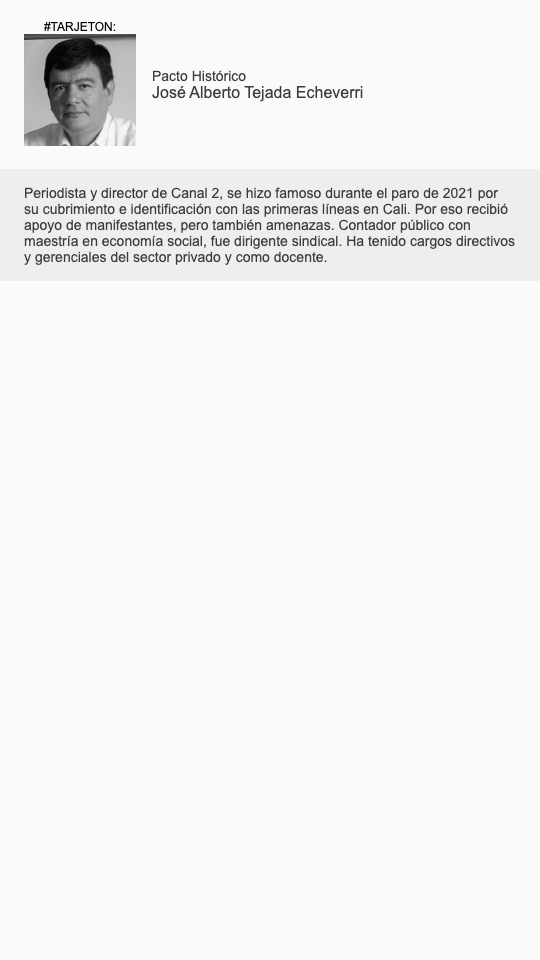 #TARJETON:
Pacto Histórico
José Alberto Tejada Echeverri
Periodista y director de Canal 2, se hizo famoso durante el paro de 2021 por
su cubrimiento e identificación con las primeras líneas en Cali. Por eso recibió
apoyo de manifestantes, pero también amenazas. Contador público con
maestría en economía social, fue dirigente sindical. Ha tenido cargos directivos
y gerenciales del sector privado y como docente.